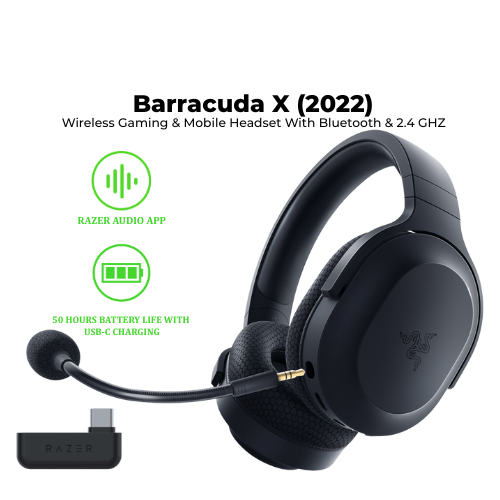 Barracuda X (2022)
Wireless Gaming & Mobile Headset With Bluetooth & 2.4 GHZ
RAZER AUDIO APP
50 HOURS BATTERY LIFE WITH
USB-C CHARGING
RAZER